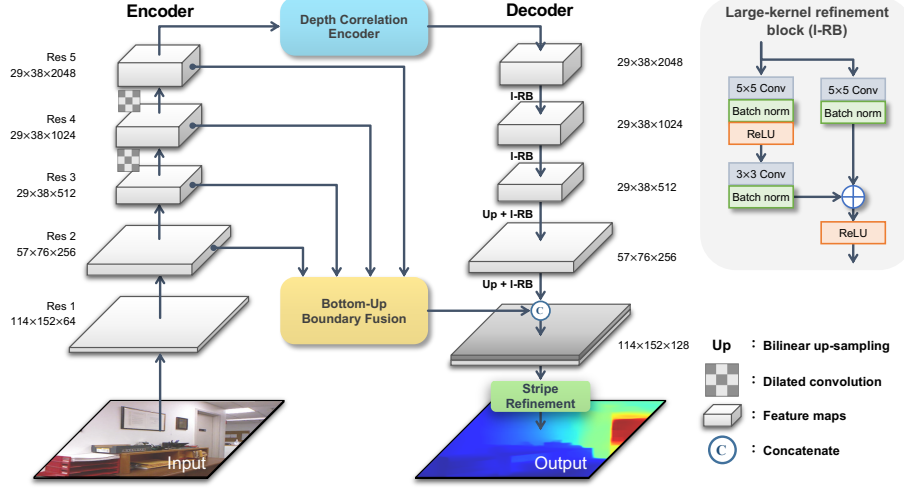 Encoder
Depth Correlation
Encoder
Decoder
Large-kernel refinement
block (I-RB)
Res 5
29×38×2048
Res 4
29×38×1024
Res 3
29×38×512
Res 2
57×76×256
Res 1
114×152×64
Input
Bottom-Up
Boundary Fusion
29×38×2048
I-RB
29×38×1024
I-RB
29×38×512
Up + I-RB
57×76×256
Up + I-RB
C
114×152×128
Stripe
Refinement
Output
5×5 Conv
Batch norm
ReLU
3×3 Conv
Batch norm
5×5 Conv
Batch norm
ReLU
Up : Bilinear up-sampling
: Dilated convolution
: Feature maps
C : Concatenate